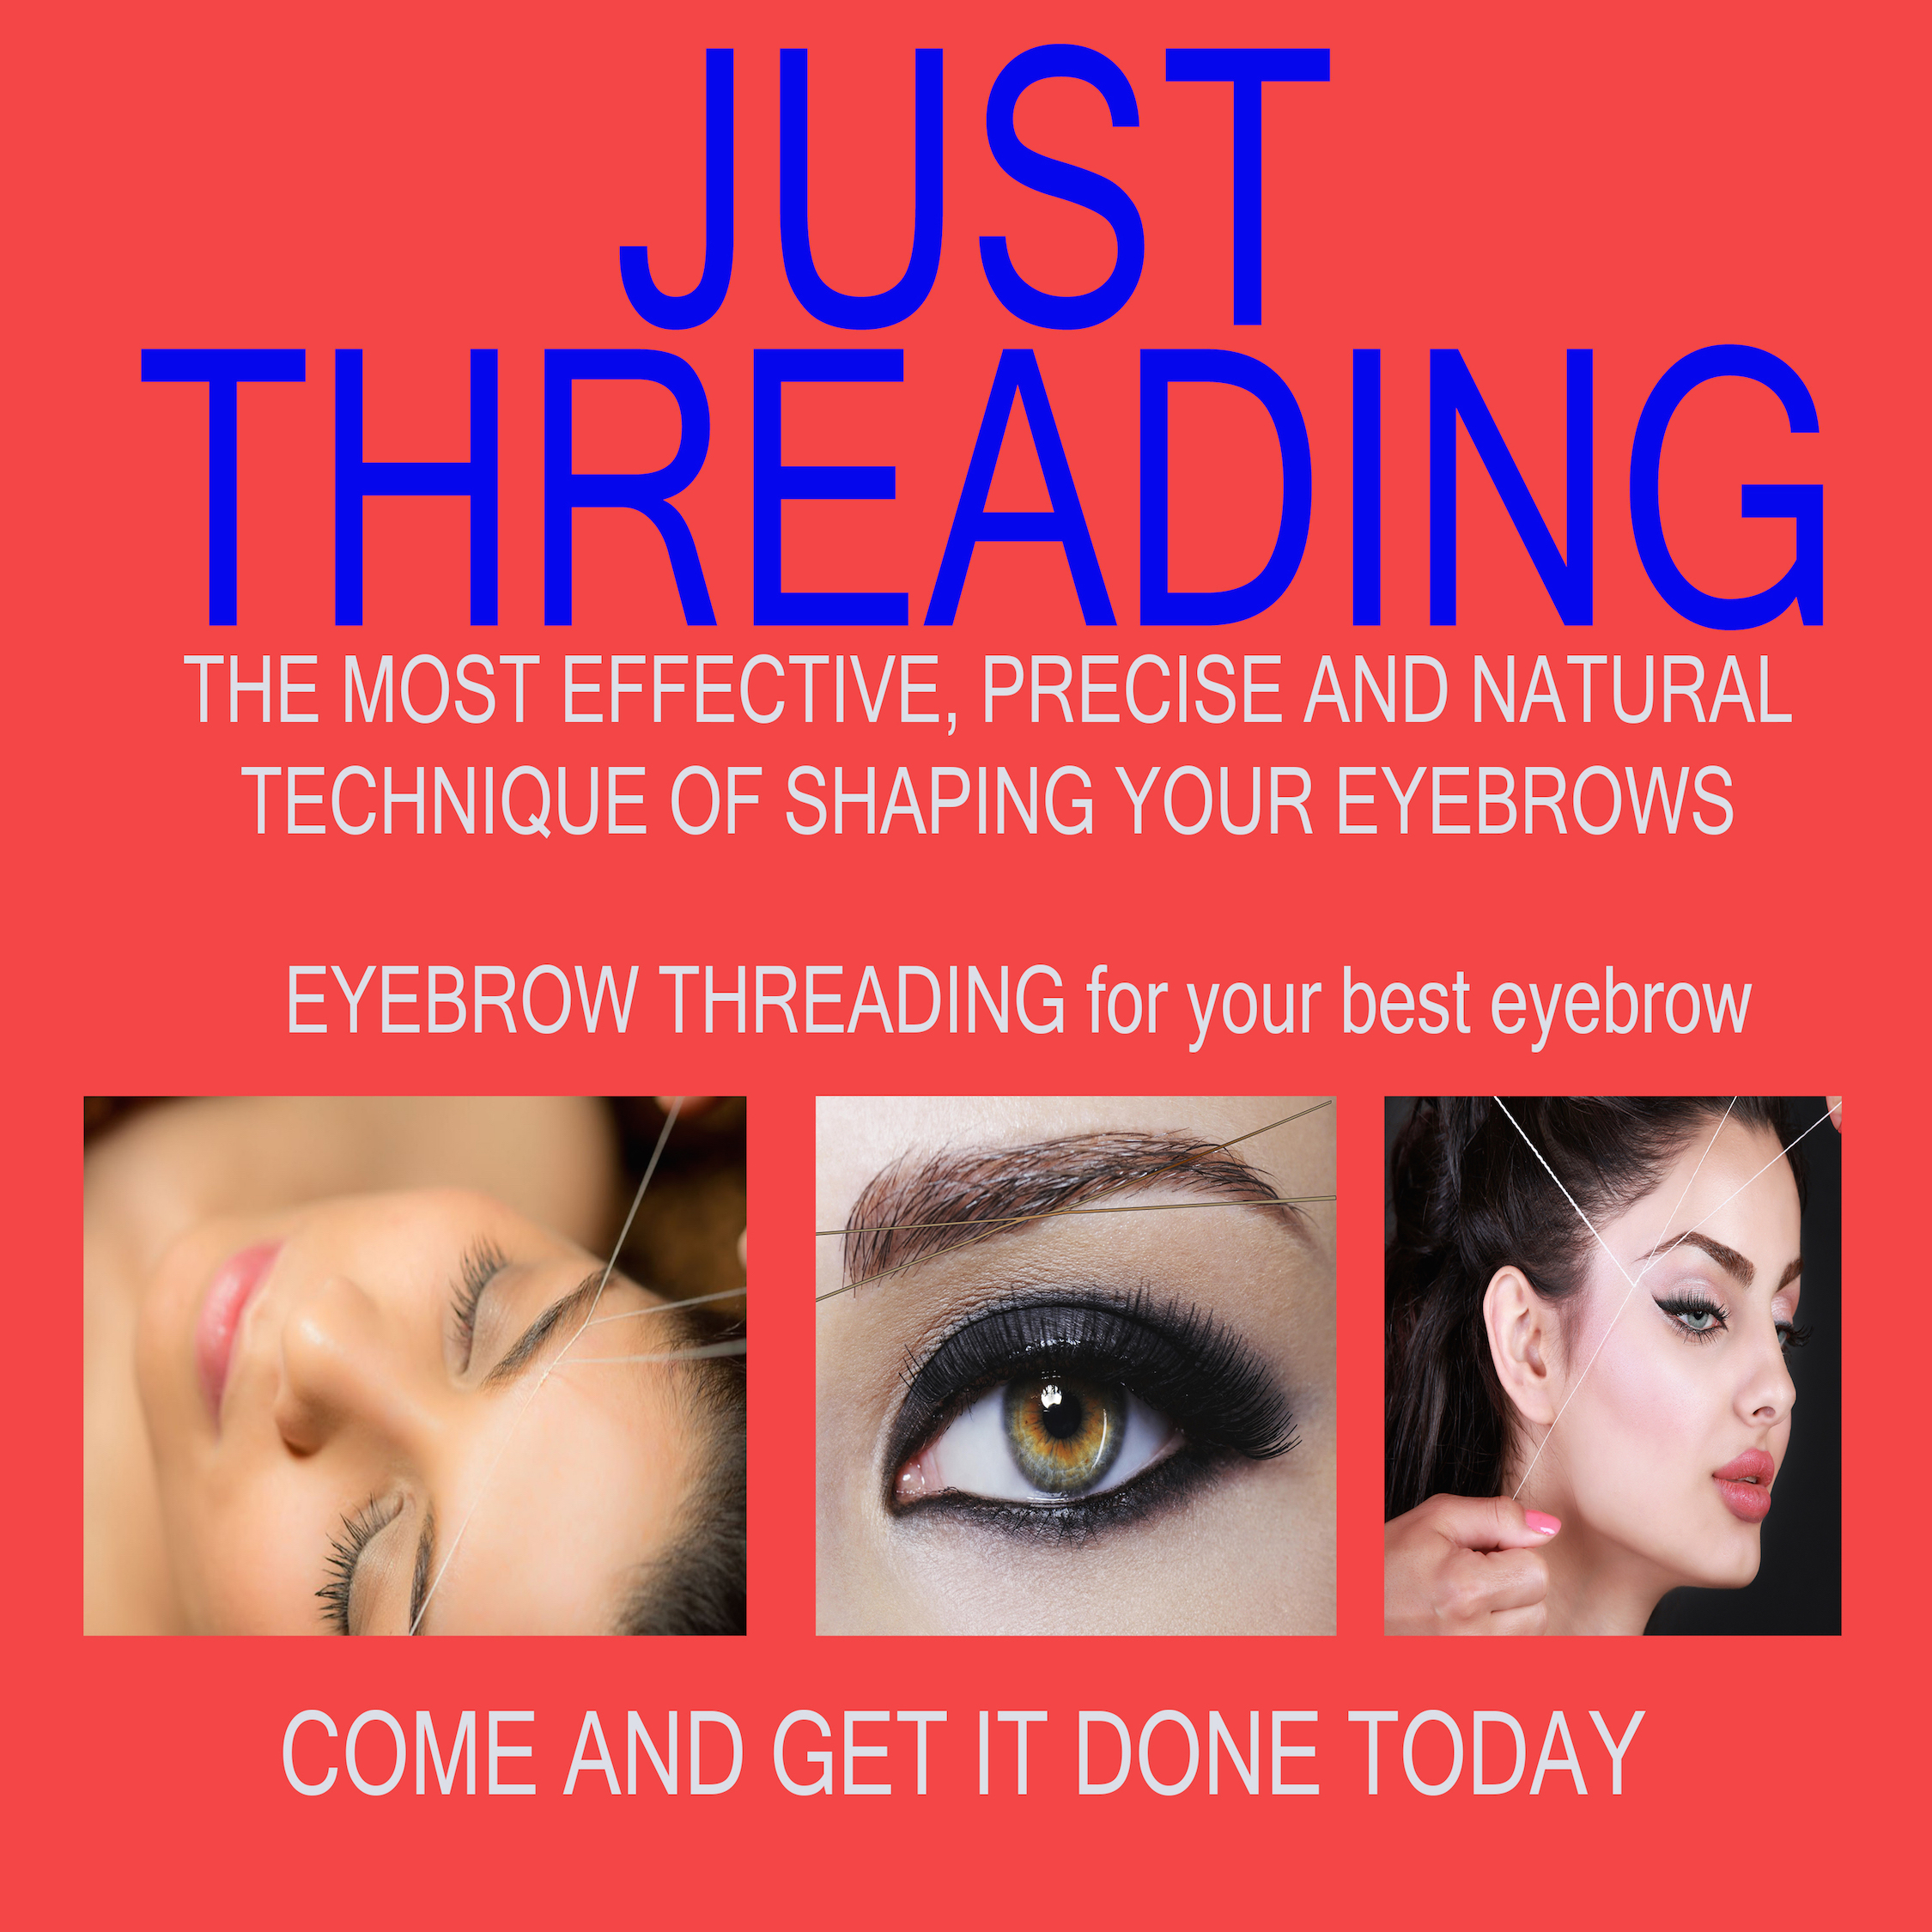 JUST
THREADING
THE MOST EFFECTIVE, PRECISE AND NATURAL
TECHNIQUE OF SHAPING YOUR EYEBROWS
EYEBROW THREADING for your best eyebrow
COME AND GET IT DONE TODAY